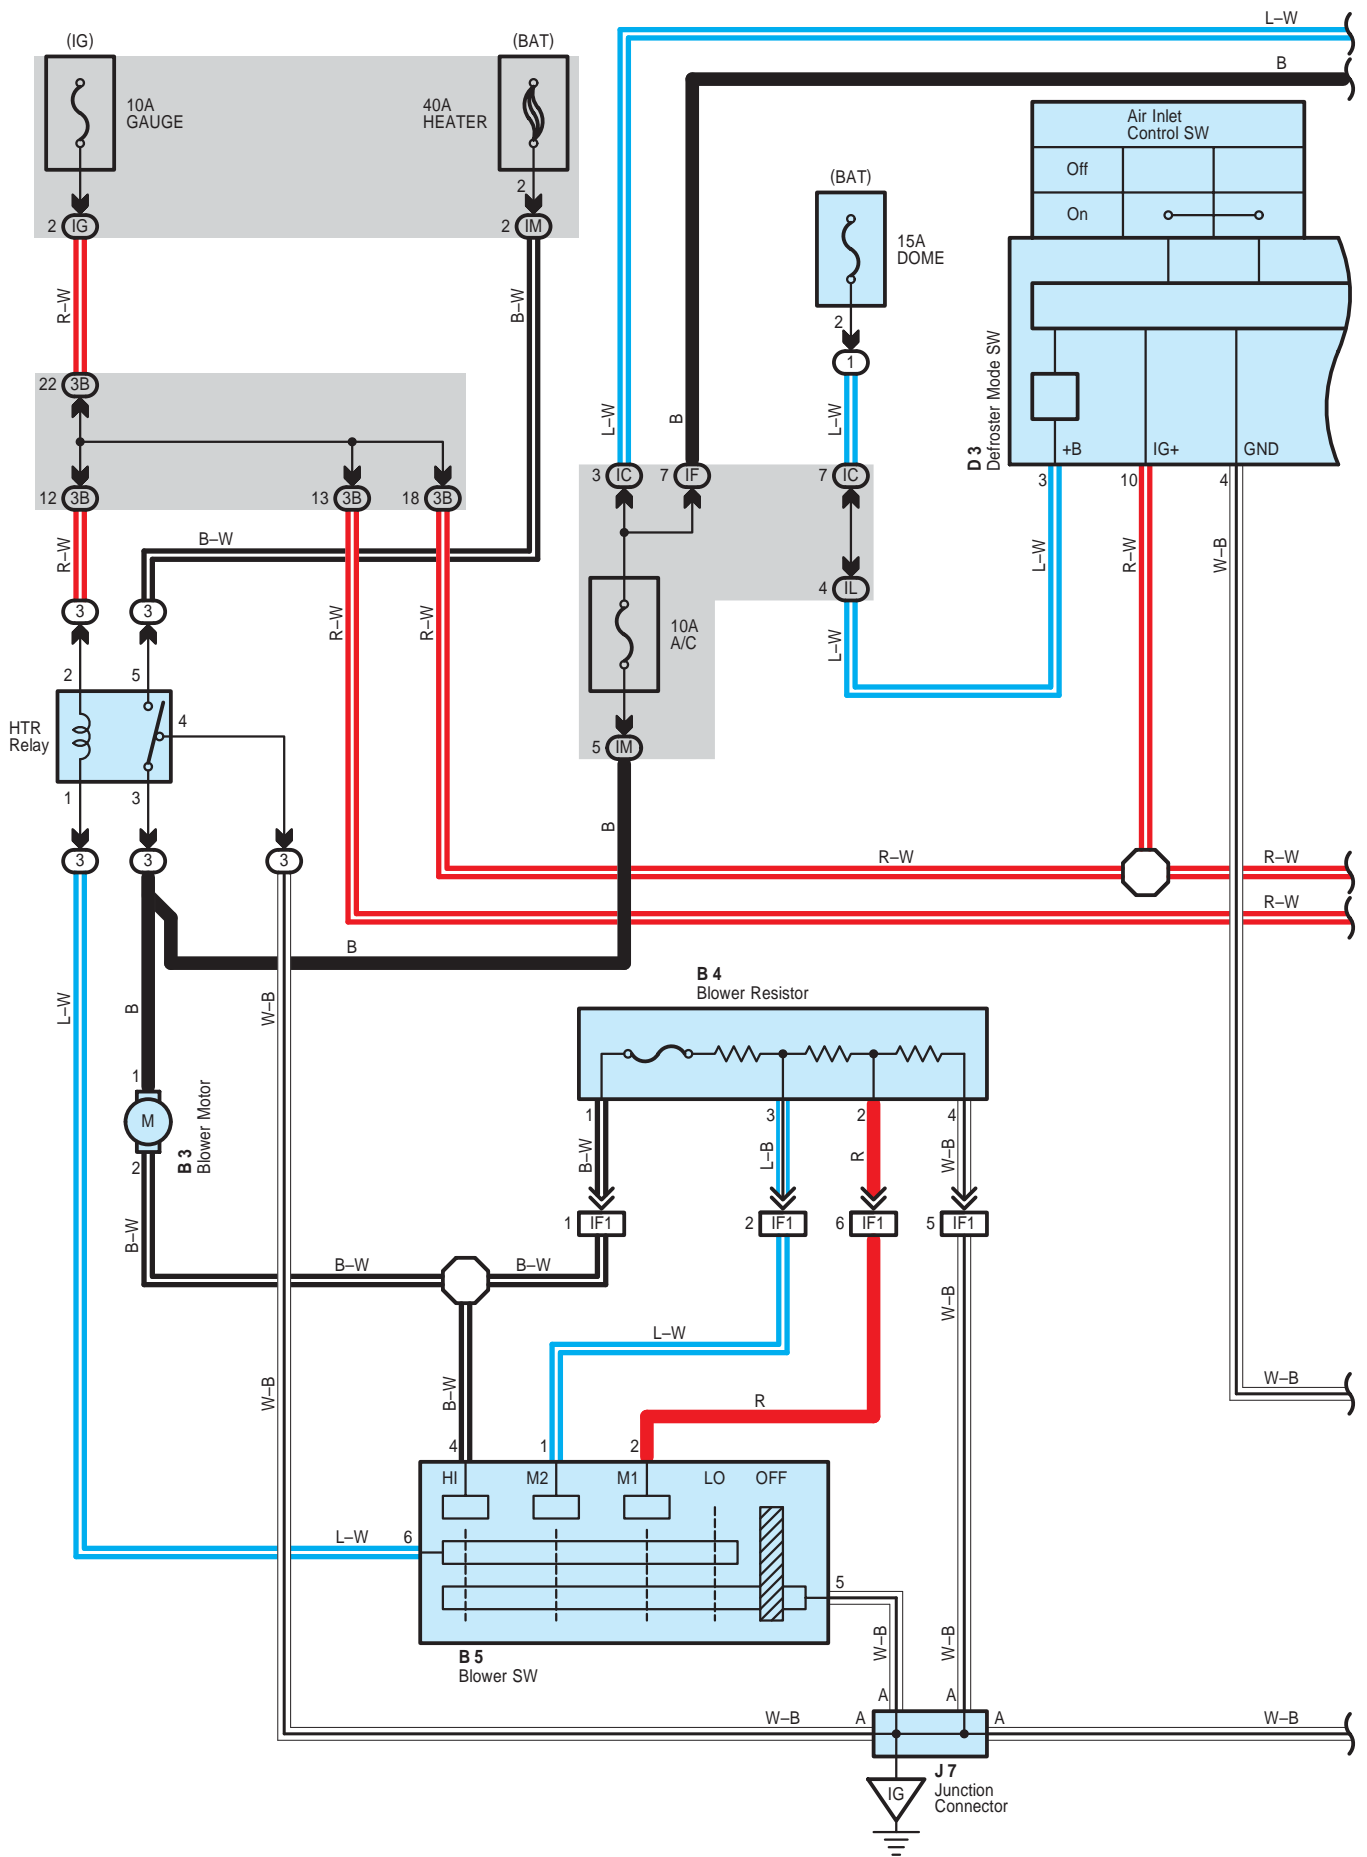 L–W
B
(IG)
(BAT)
10A
GAUGE
40A
HEATER
2
2 IG
2 IM
Air Inlet
Control SW
Off
On
(BAT)
15A
DOME
2
1
R–W
B–W
L–W
B
L–W
22 3B
12 3B
13 3B
18 3B
3 IC
7 IF
7 IC
4 IL
D 3
Defroster Mode SW
+B
IG+
GND
3
10
4
L–W
R–W
W–B
R–W
B–W
R–W
R–W
L–W
3
3
10A
A/C
5 IM
2
5
4
HTR
Relay
1
3
3
3
3
B
R–W
R–W
R–W
B
L–W
B
W–B
B 4
Blower Resistor
1
3
2
4
B–W
L–B
R
W–B
1 IF1
2 IF1
6 IF1
5 IF1
1
M
2
B 3
Blower Motor
B–W
B–W
B–W
W–B
L–W
W–B
B–W
R
W–B
4
1
2
HI
M2
M1
LO
OFF
L–W
6
5
B 5
Blower SW
W–B
W–B
A
A
W–B
A
A
W–B
J 7
Junction
Connector
IG